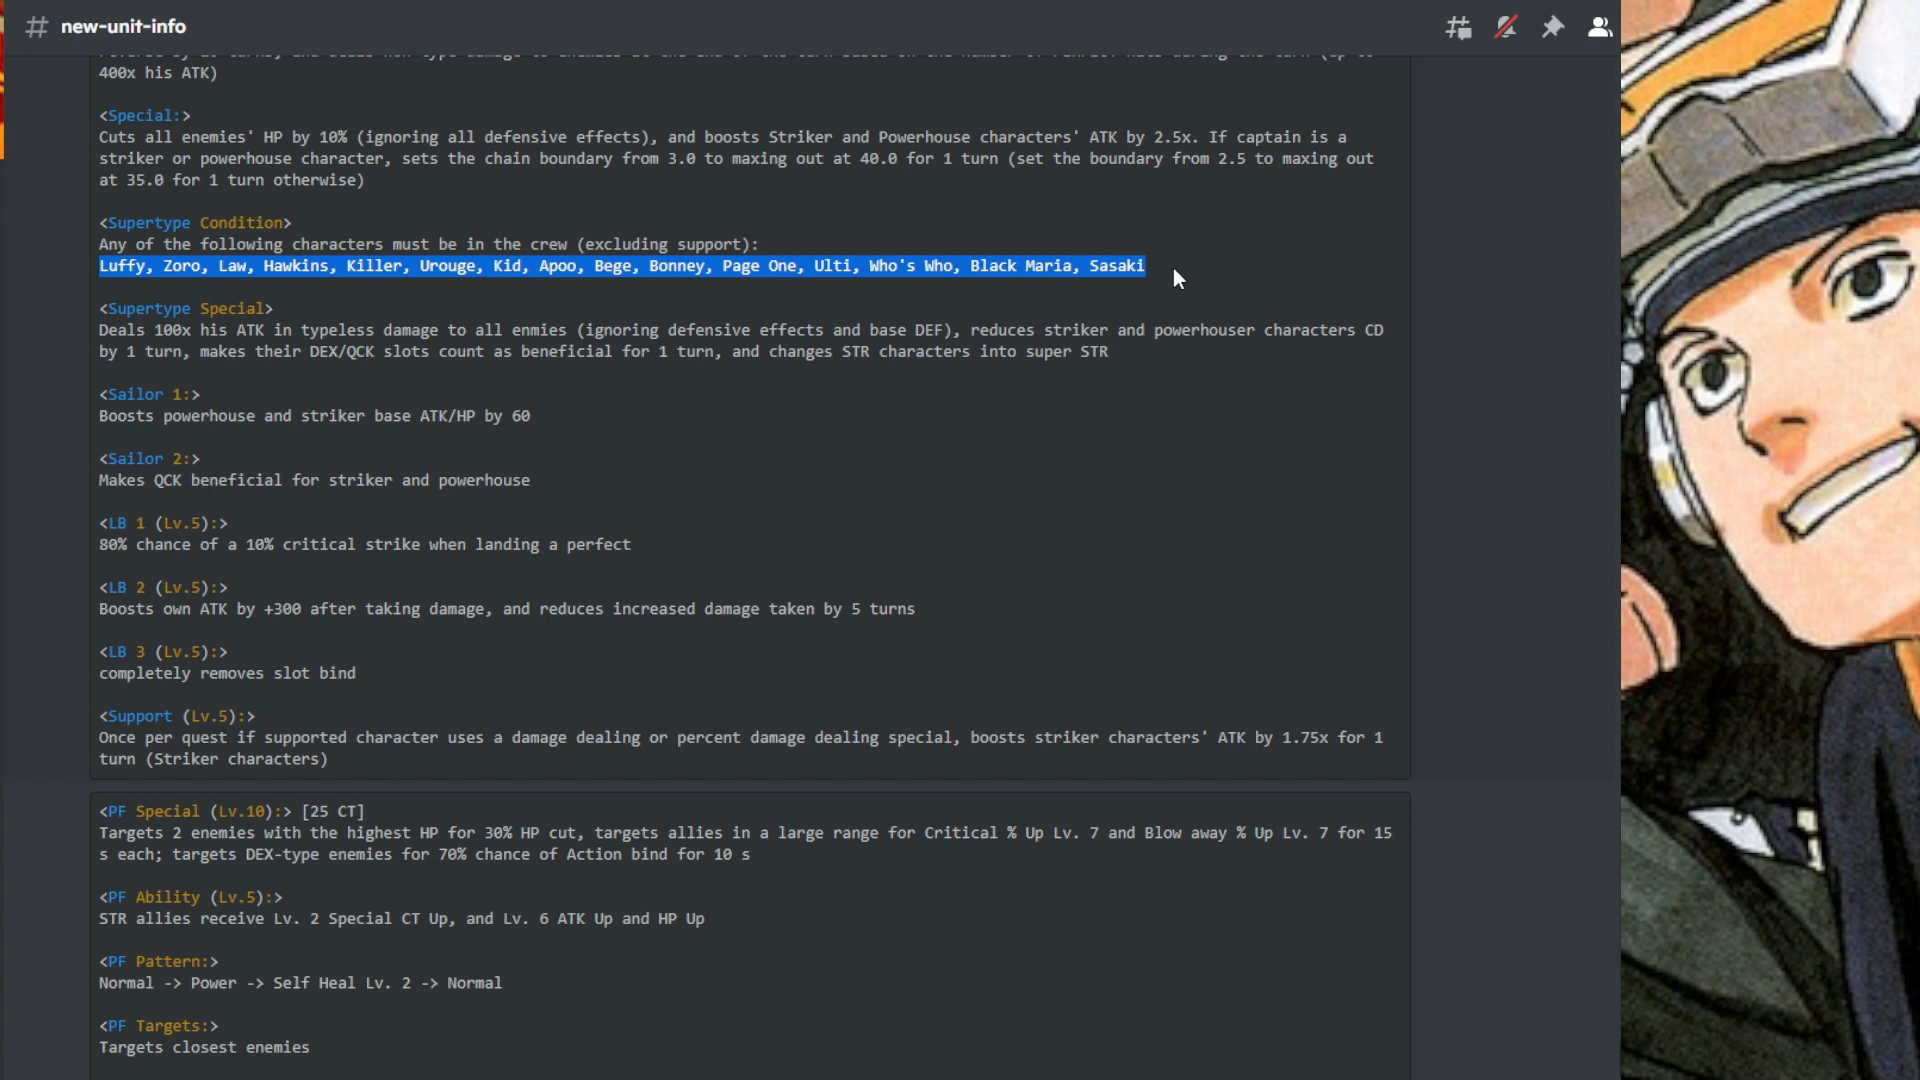 new-unit-info
400x his ATK)
<Special:>
Cuts all enemies' HP by 10% (ignoring all defensive effects), and boosts Striker and Powerhouse characters' ATK by 2.5x. If captain is a
striker or powerhouse character, sets the chain boundary from 3.0 to maxing out at 40.0 for 1 turn (set the boundary from 2.5 to maxing out
at 35.0 for 1 turn otherwise)
<Supertype Condition>
Any of the following characters must be in the crew (excluding support):
Luffy, Zoro, Law, Hawkins, Killer, Urouge, Kid, Apoo, Bege, Bonney, Page One, Ulti, Who's Who, Black Maria, Sasaki
<Supertype Special>
Deals 100x his ATK in typeless damage to all enmies (ignoring defensive effects and base DEF), reduces striker and powerhouser characters CD
by 1 turn, makes their DEX/QCK slots count as beneficial for 1 turn, and changes STR characters into super STR
<Sailor 1:>
Boosts powerhouse and striker base ATK/HP by 60
<Sailor 2:>
Makes QCK beneficial for striker and powerhouse
<LB 1 (Lv.5):>
80% chance of a 10% critical strike when landing a perfect
<LB 2 (Lv.5):>
Boosts own ATK by +300 after taking damage, and reduces increased damage taken by 5 turns
<LB 3 (Lv.5):>
completely removes slot bind
<Support (Lv.5):>
Once per quest if supported character uses a damage dealing or percent damage dealing special, boosts striker characters' ATK by 1.75x for 1
turn (Striker characters)
<PF Special (Lv.10):> [25 CT]
Targets 2 enemies with the highest HP for 30% HP cut, targets allies in a large range for Critical % Up Lv. 7 and Blow away % Up Lv. 7 for 15
s each; targets DEX-type enemies for 70% chance of Action bind for 10 s
<PF Ability (Lv.5):>
STR allies receive Lv. 2 Special CT Up, and Lv. 6 ATK Up and HP Up
<PF Pattern:>
Normal -> Power -> Self Heal Lv. 2 -> Normal
<PF Targets:>
Targets closest enemies